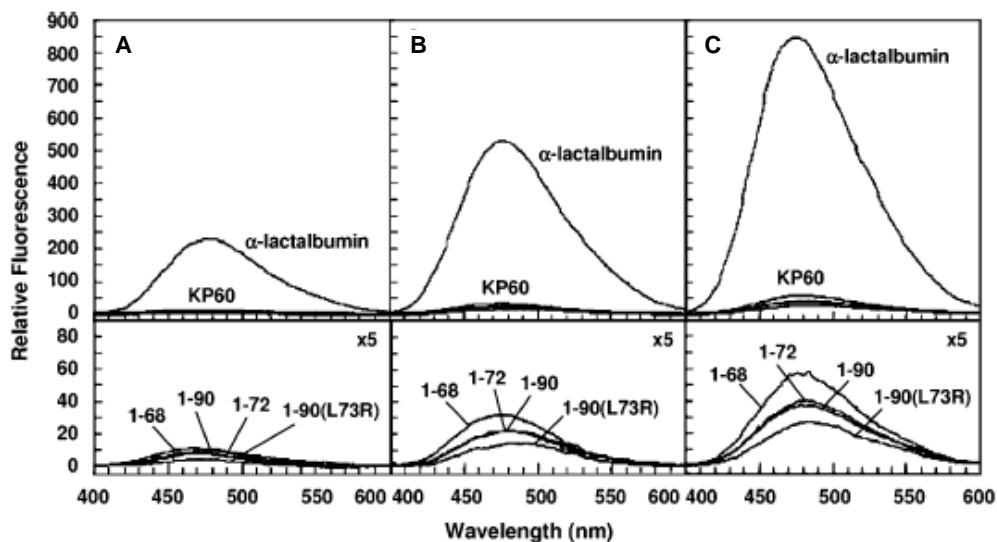 900
800
700
600
500
400
300
200
100
0
80
60
40
20
0
Relative Fluorescence
A
α-lactalbumin
KP60
B
α-lactalbumin
KP60
C
α-lactalbumin
KP60
x5
1-68
1-90
1-72
1-90(L73R)
x5
1-68
1-72
1-90
1-90(L73R)
x5
1-68
1-72
1-90
1-90(L73R)
400 450 500 550 600
400 450 500 550 600
400 450 500 550 600
Wavelength (nm)